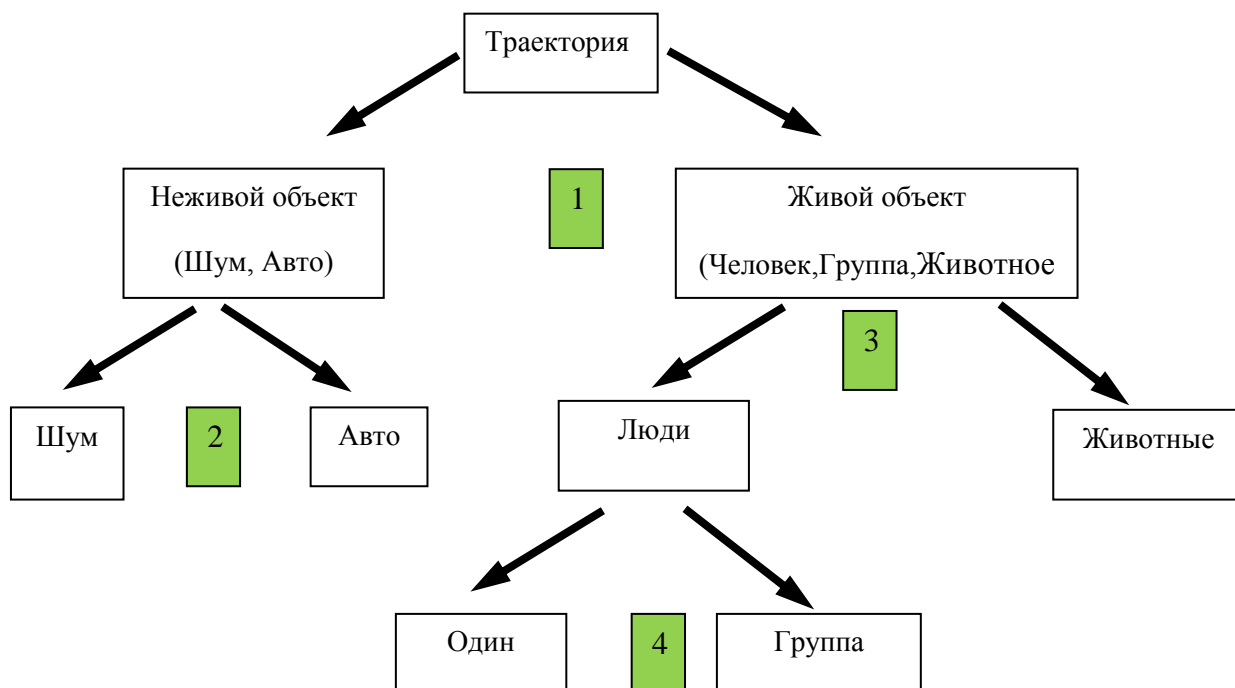 Траектория
Неживой объект
(Шум, Авто)
1
Живой объект
(Человек,Группа,Животное
3
Шум
2
Авто
Люди
Животные
Один
4
Группа